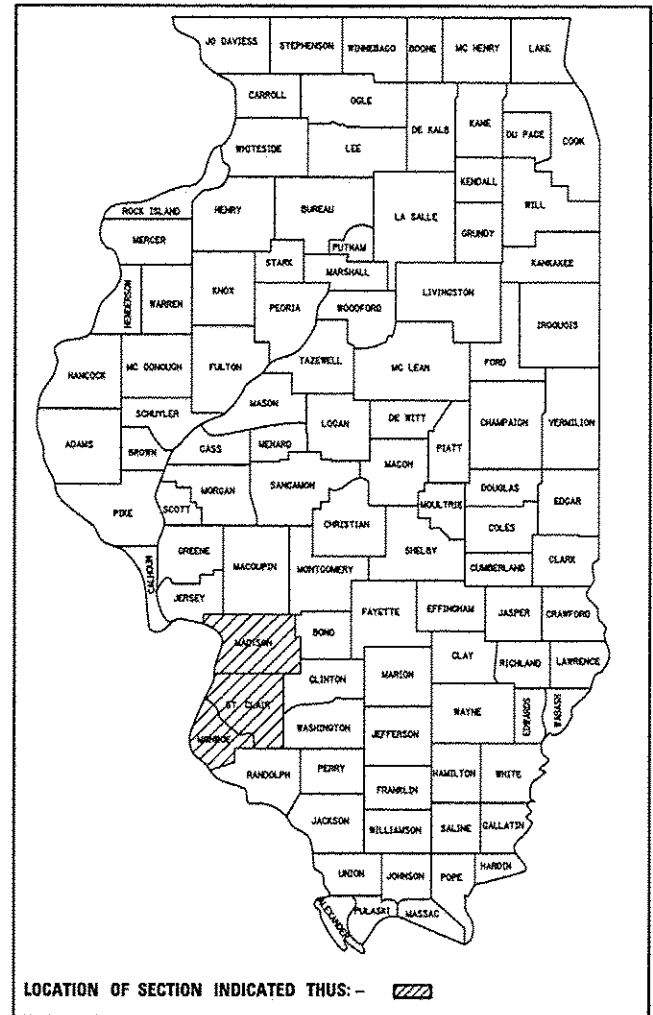 JO DAVIESS STEPHENSON WINNEBAGO BOONE MC HENRY LAKE
CARROLL OGLE DE KALB KANE DU PAGE COOK
WHITESIDE LEE KENDALL WILL
ROCK ISLAND HENRY BUREAU LA SALLE GRUNDY
MERCER PUTNAM KANKAKEE
STARK MARSHALL
HENDERSON WARREN KNOX PEORIA WOODFORD LIVINGSTON IROQUOIS
HANCOCK MC DONOUGH FULTON TAZEWELL MC LEAN FORD
SCHUYLER MASON LOGAN DE WITT CHAMPAIGN VERMILION
ADAMS BROWN CASS MENARD MACON PIATT
PIKE SCOTT MORGAN SANGAMON CHRISTIAN MOULTRIE DOUGLAS EDGAR
COLES
CALHOUN GREENE MACOUPIN MONTGOMERY SHELBY CUMBERLAND CLARK
JERSEY FAYETTE EFFINGHAM JASPER CRAWFORD
MADISON BOND CLAY RICHLAND LAWRENCE
CLINTON MARION
ST. CLAIR WAYNE EDWARDS WABASH
MONROE WASHINGTON JEFFERSON
RANDOLPH PERRY HAMILTON WHITE
FRANKLIN
JACKSON WILLIAMSON SALINE GALLATIN
UNION JOHNSON POPE HARDIN
ALEXANDER PULASKI MASSAC
LOCATION OF SECTION INDICATED THUS: -